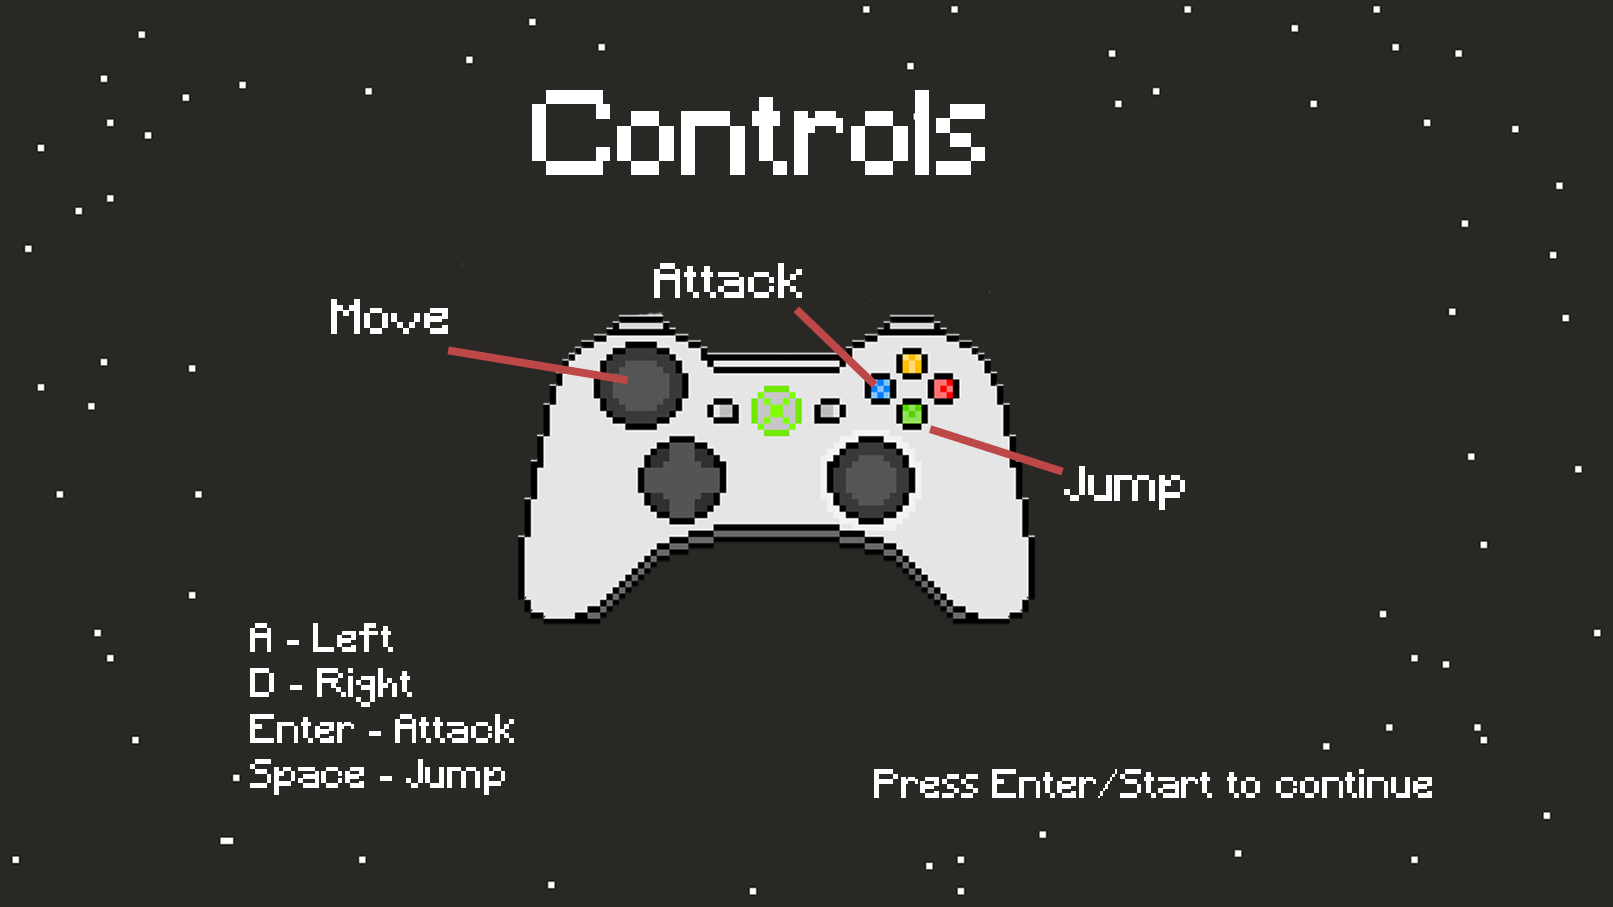 Controls
Attack
Move
Jump
A - Left
D - Right
Enter - Attack
Space - Jump
Press Enter/Start to continue